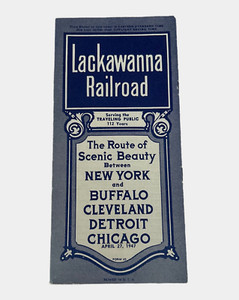 Lackawanna
Railroad
Serving the
TRAVELING PUBLIC
112 Years
The Route of
Scenic Beauty
Between
NEW YORK
and
BUFFALO
CLEVELAND
DETROIT
CHICAGO
APRIL 27, 1947